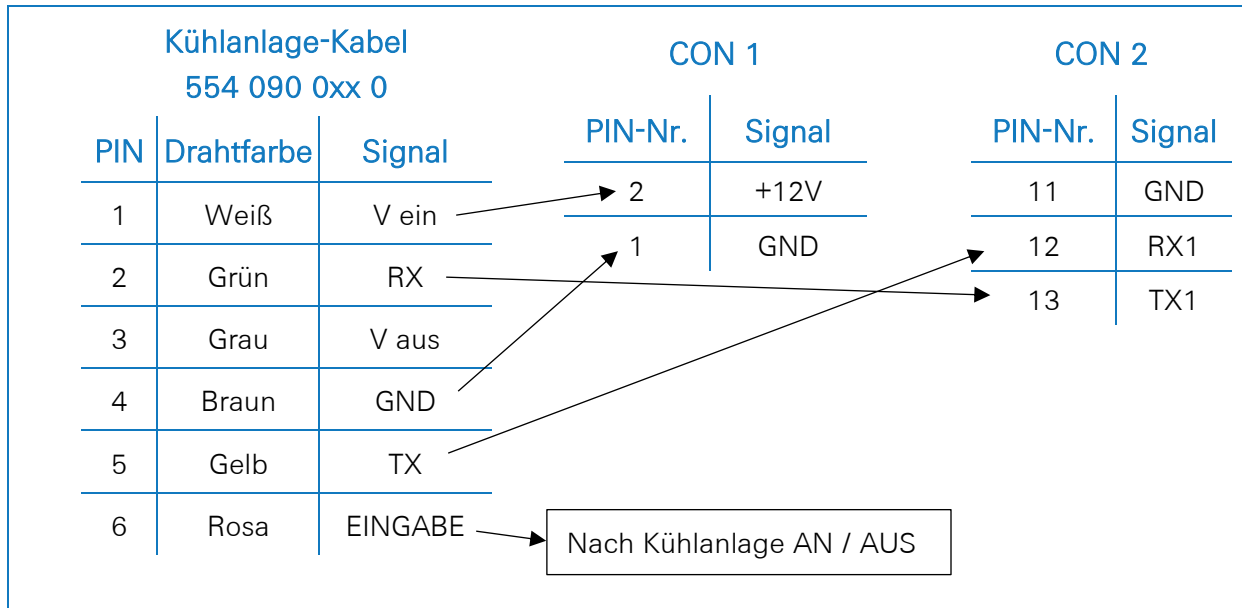 Kühlanlage-Kabel
554 090 0xx 0
PIN Drahtfarbe Signal
1 Weiß V ein
2 Grün RX
3 Grau V aus
4 Braun GND
5 Gelb TX
6 Rosa EINGABE
CON 1
PIN-Nr. Signal
2 +12V
1 GND
CON 2
PIN-Nr. Signal
11 GND
12 RX1
13 TX1
Nach Kühlanlage AN / AUS